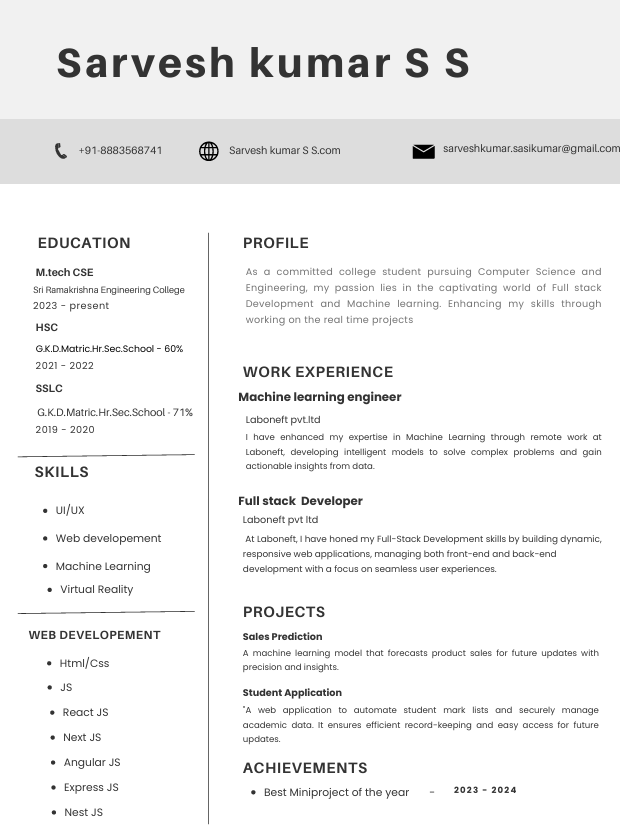 Sarvesh kumar S S
+91-8883568741
Sarvesh kumar S S.com
sarveshkumar.sasikumar@gmail.com
EDUCATION
M.tech CSE
Sri Ramakrishna Engineering College
2023 - present
HSC
G.K.D.Matric.Hr.Sec.School - 60%
2021 - 2022
SSLC
G.K.D.Matric.Hr.Sec.School - 71%
2019 - 2020
SKILLS
• UI/UX
• Web developement
• Machine Learning
• Virtual Reality
WEB DEVELOPEMENT
• Html/Css
• JS
• React JS
• Next JS
• Angular JS
• Express JS
• Nest JS
PROFILE
As a committed college student pursuing Computer Science and
Engineering, my passion lies in the captivating world of Full stack
Development and Machine learning. Enhancing my skills through
working on the real time projects
WORK EXPERIENCE
Machine learning engineer
Laboneft pvt.ltd
I have enhanced my expertise in Machine Learning through remote work at
Laboneft, developing intelligent models to solve complex problems and gain
actionable insights from data.
Full stack Developer
Laboneft pvt ltd
At Laboneft, I have honed my Full-Stack Development skills by building dynamic,
responsive web applications, managing both front-end and back-end
development with a focus on seamless user experiences.
PROJECTS
Sales Prediction
A machine learning model that forecasts product sales for future updates with
precision and insights.
Student Application
"A web application to automate student mark lists and securely manage
academic data. It ensures efficient record-keeping and easy access for future
updates.
ACHIEVEMENTS
• Best Miniproject of the year - 2023 - 2024